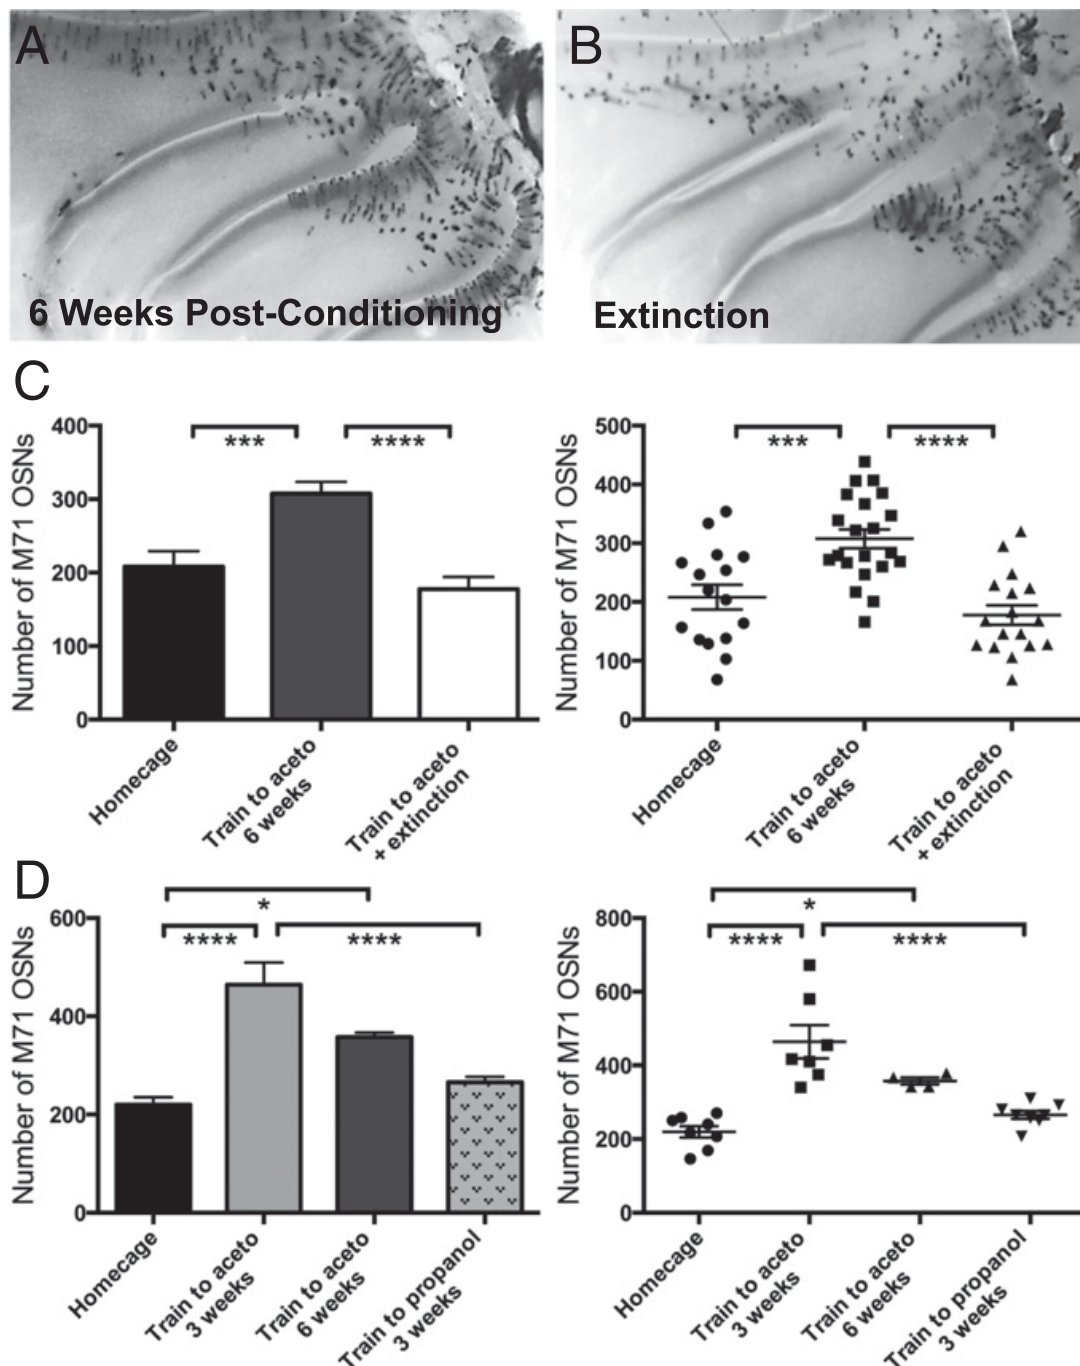 A
B
6 Weeks Post-Conditioning
Extinction
C
Number of M71 OSNs
400
300
200
100
0
***
****
Homecage
Train to aceto
6 weeks
Train to aceto
+ extinction
Number of M71 OSNs
500
400
300
200
100
0
***
****
Homecage
Train to aceto
6 weeks
Train to aceto
+ extinction
D
Number of M71 OSNs
600
400
200
0
*
****
****
Homecage
Train to aceto
3 weeks
Train to aceto
6 weeks
Train to propanol
3 weeks
Number of M71 OSNs
800
600
400
200
0
*
****
****
Homecage
Train to aceto
3 weeks
Train to aceto
6 weeks
Train to propanol
3 weeks